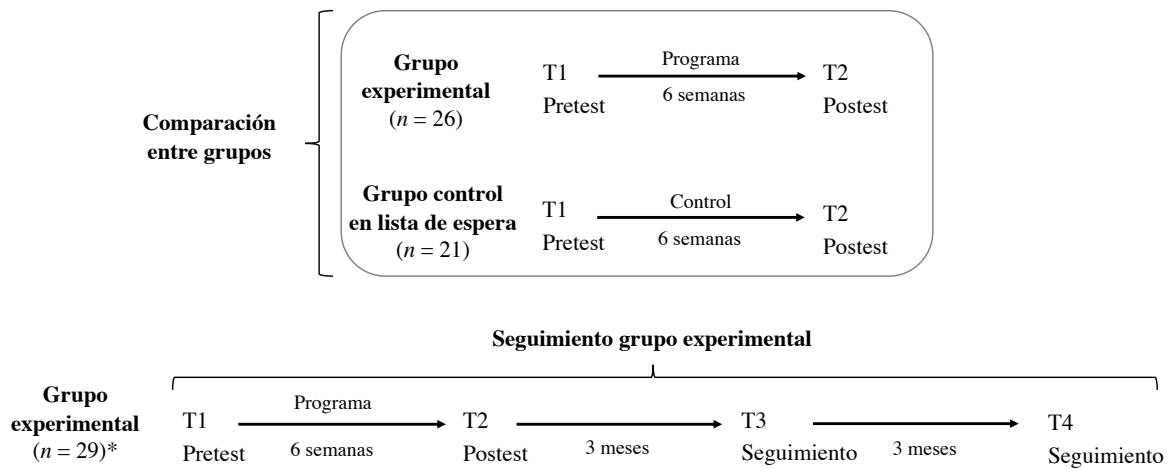 Comparación
entre grupos
Grupo
experimental
(n = 26)
T1
Pretest
Programa
6 semanas
T2
Postest
Grupo control
en lista de espera
(n = 21)
T1
Pretest
Control
6 semanas
T2
Postest
Seguimiento grupo experimental
Grupo
experimental
(n = 29)*
T1
Pretest
Programa
6 semanas
T2
Postest
3 meses
T3
Seguimiento
3 meses
T4
Seguimiento